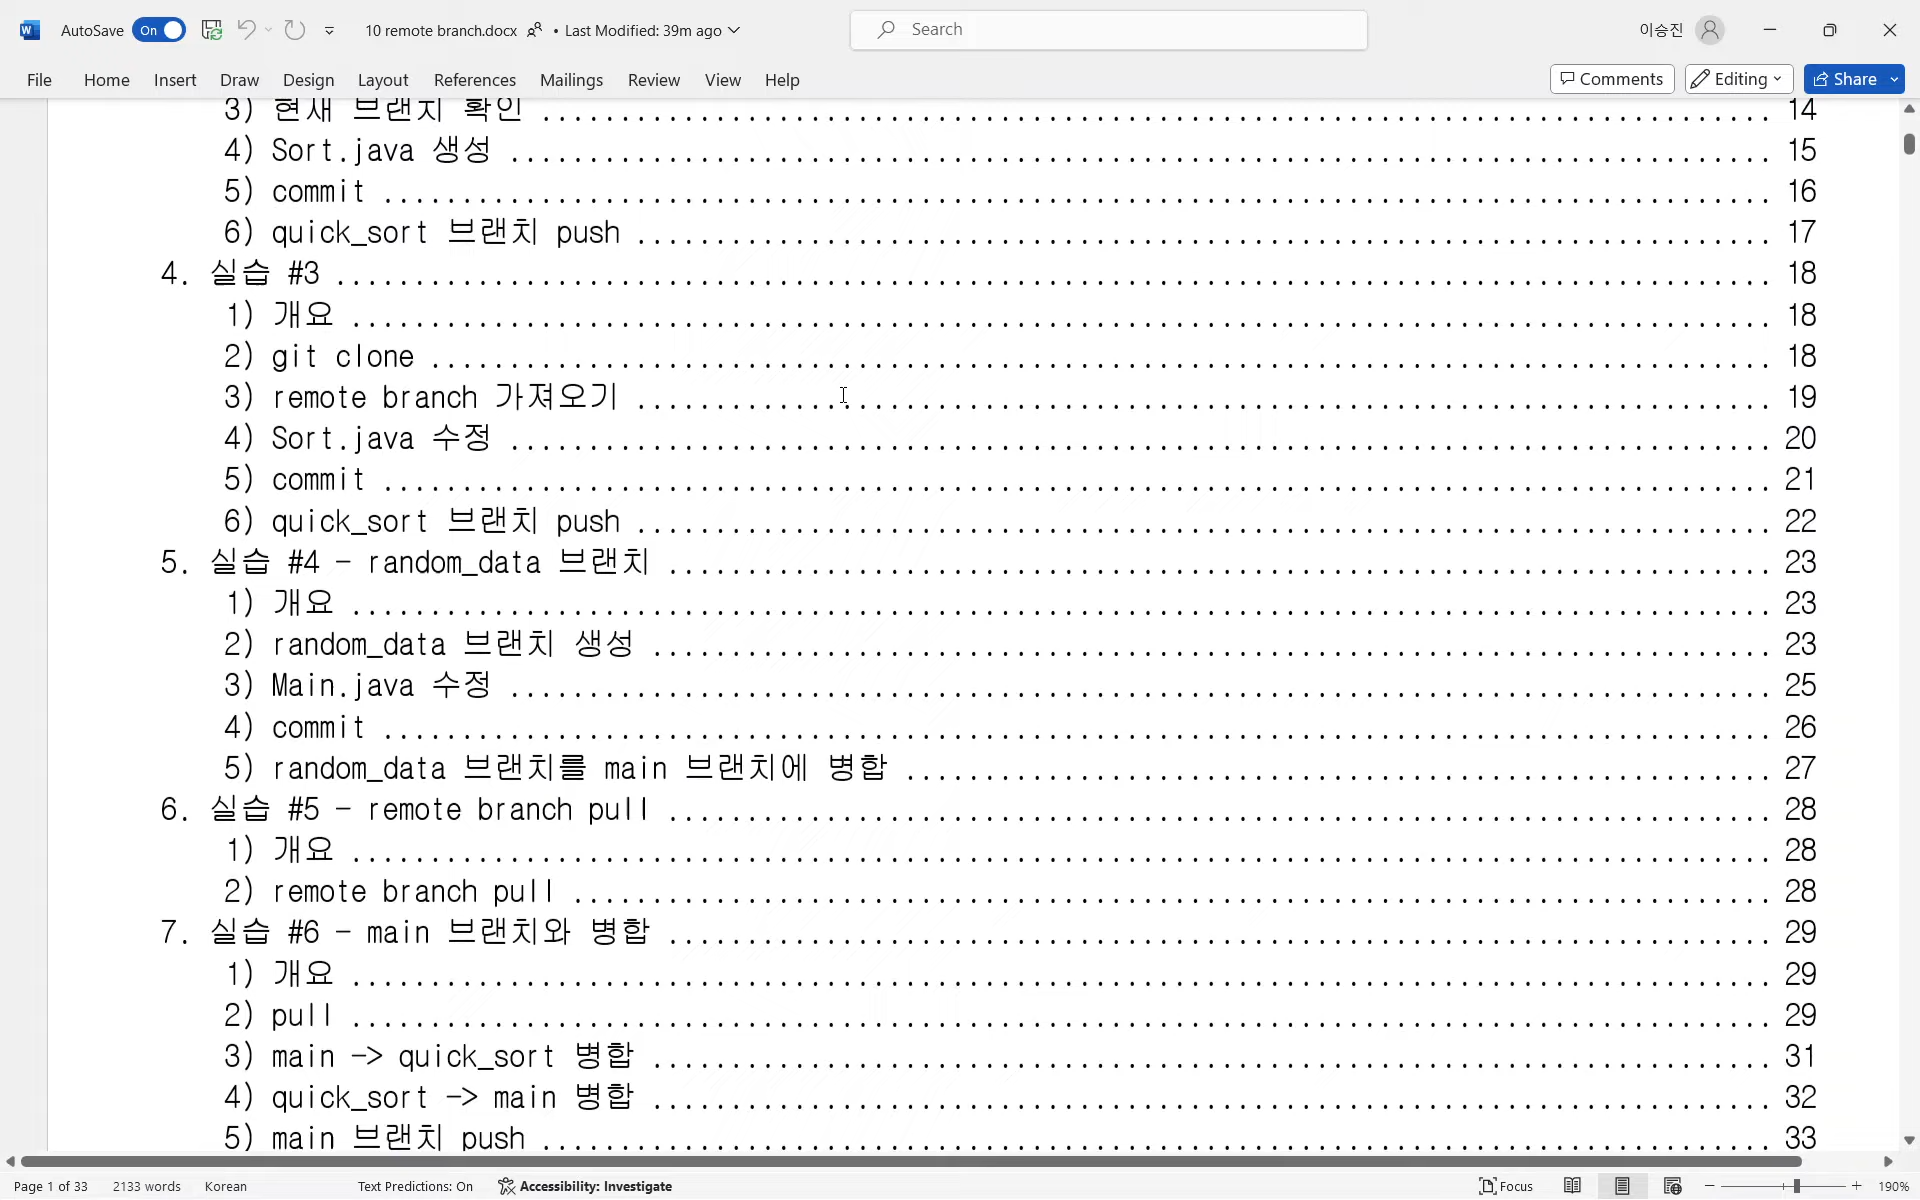 AutoSave On 10 remote branch.docx • Last Modified: 39m ago Search 이승진
File Home Insert Draw Design Layout References Mailings Review View Help Comments Editing Share
3) 현재 브랜치 확인 14
4) Sort.java 생성 15
5) commit 16
6) quick_sort 브랜치 push 17
4. 실습 #3 18
1) 개요 18
2) git clone 18
3) remote branch 가져오기 19
4) Sort.java 수정 20
5) commit 21
6) quick_sort 브랜치 push 22
5. 실습 #4 - random_data 브랜치 23
1) 개요 23
2) random_data 브랜치 생성 23
3) Main.java 수정 25
4) commit 26
5) random_data 브랜치를 main 브랜치에 병합 27
6. 실습 #5 - remote branch pull 28
1) 개요 28
2) remote branch pull 28
7. 실습 #6 - main 브랜치와 병합 29
1) 개요 29
2) pull 29
3) main -> quick_sort 병합 31
4) quick_sort -> main 병합 32
5) main 브랜치 push 33
Page 1 of 33 2133 words Korean Text Predictions: On Accessibility: Investigate Focus 190%